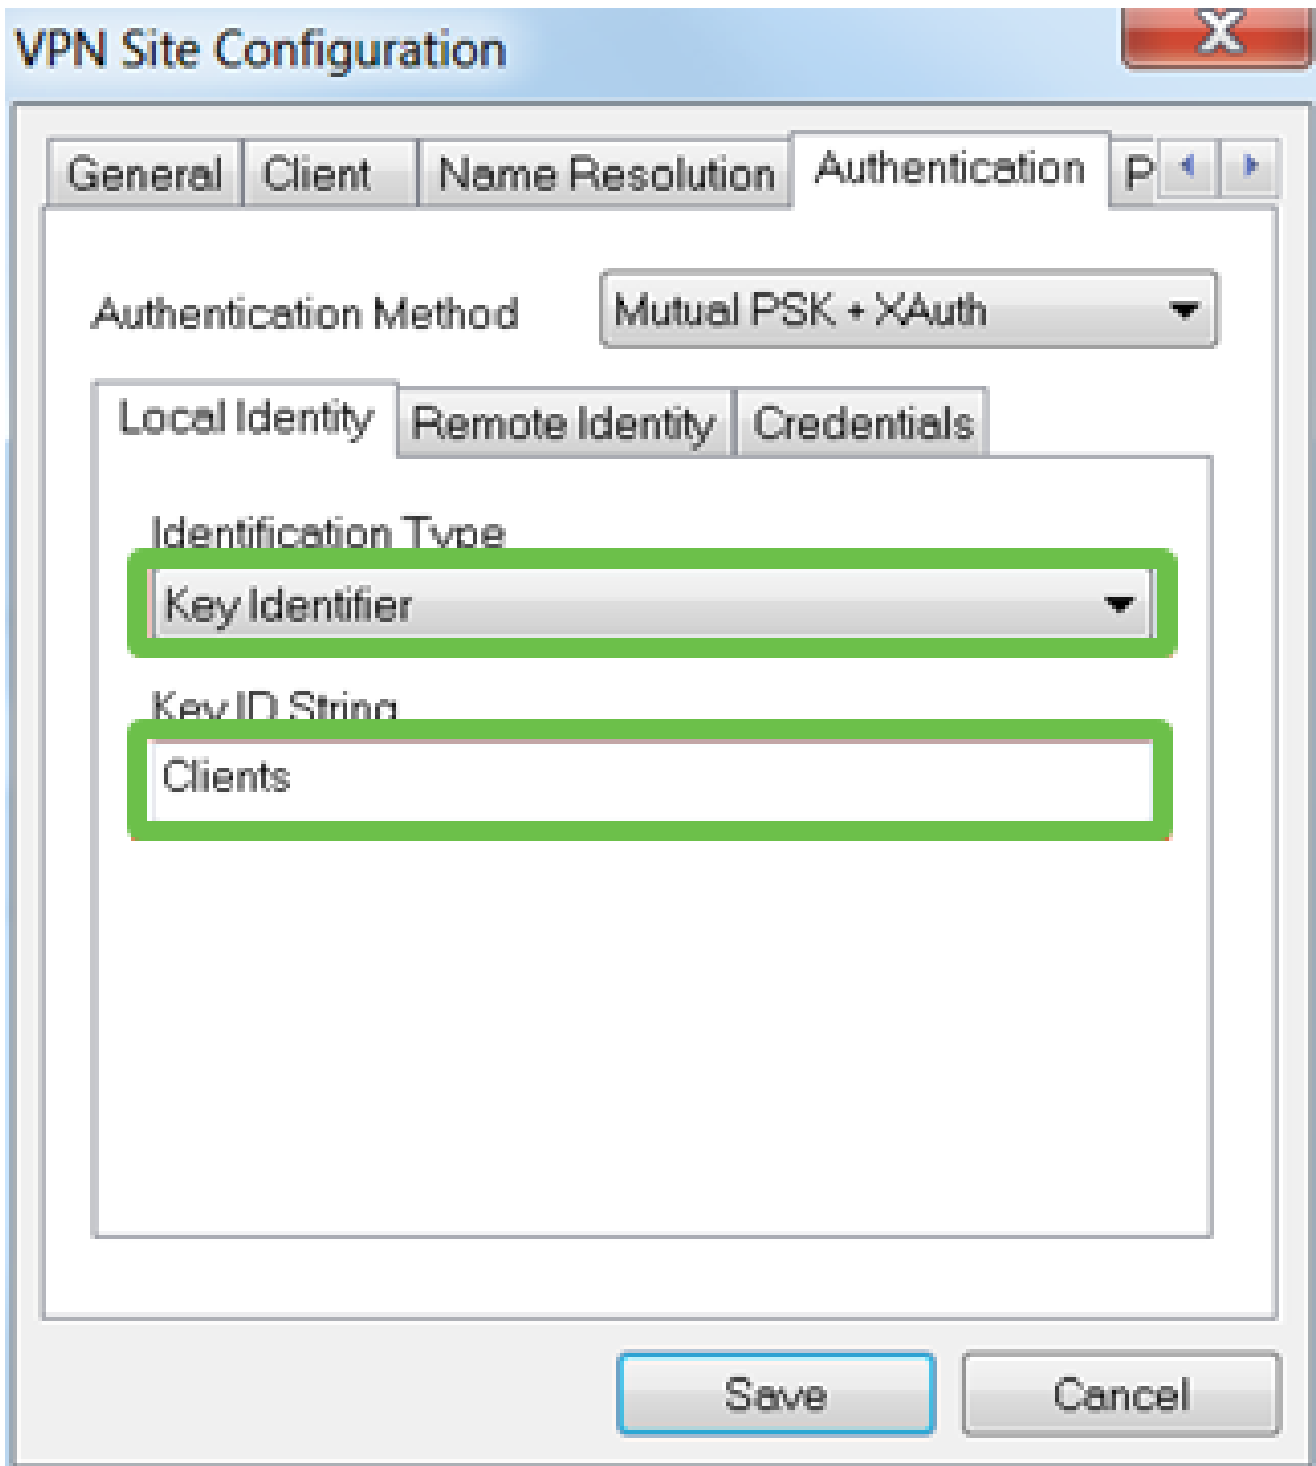 VPN Site Configuration
X
General Client Name Resolution Authentication P
Authentication Method Mutual PSK + XAuth
Local Identity Remote Identity Credentials
Identification Type
Key Identifier
Key ID String
Clients
Save Cancel